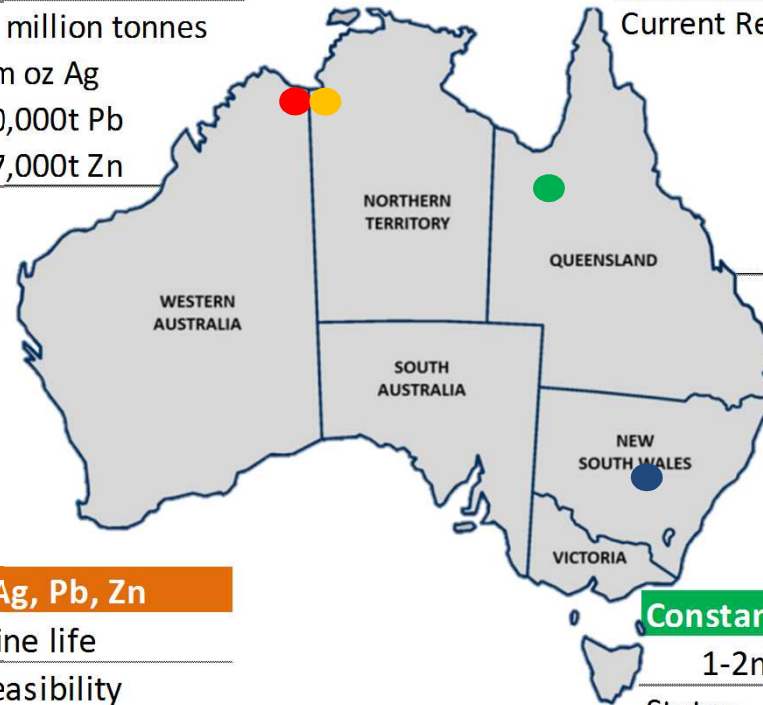 million tonnes
Current Re
m oz Ag
0,000t Pb
7,000t Zn
NORTHERN
TERRITORY
QUEENSLAND
WESTERN
AUSTRALIA
SOUTH
AUSTRALIA
NEW
SOUTH WALES
VICTORIA
Ag, Pb, Zn
ine life
easibility
Constan
1-2m